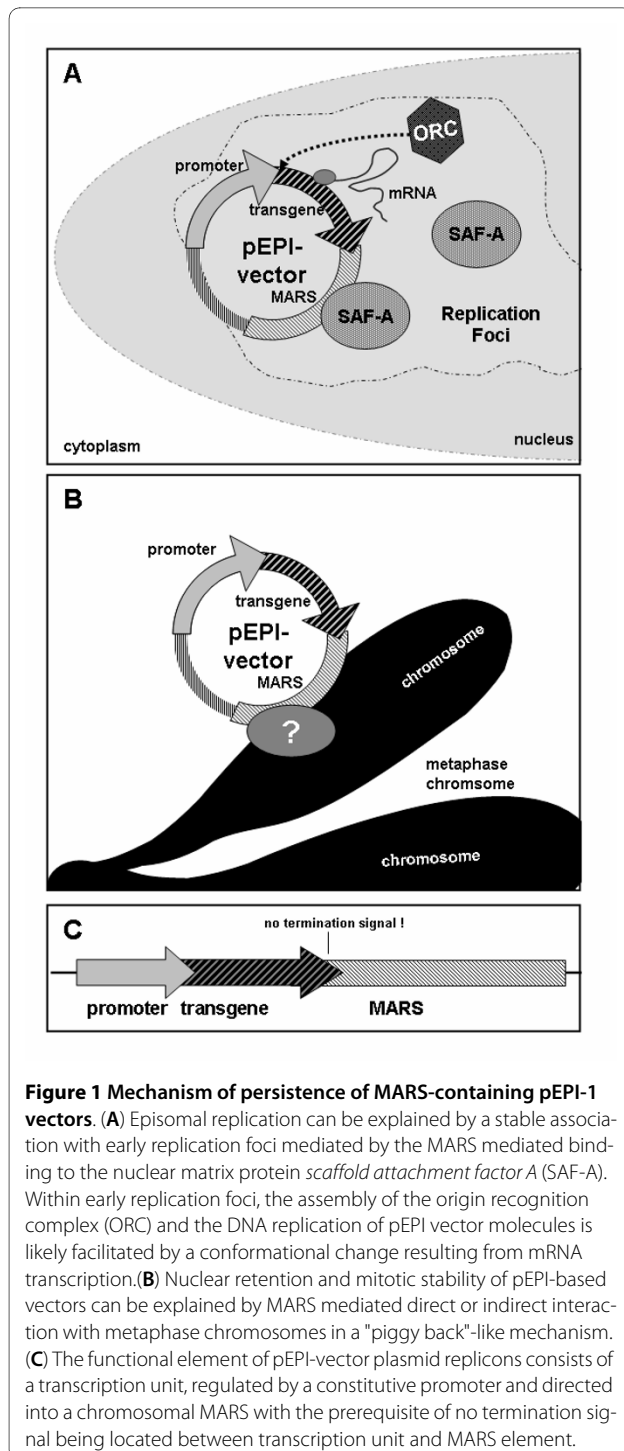 A
ORC
promoter
mRNA
transgene
SAF-A
pEPI-
vector
MARS
SAF-A
Replication
Foci
cytoplasm
nucleus
B
promoter
transgene
pEPI-
vector
MARS
chromosome
?
metaphase
chromsome
chromosome
C
no termination signal !
promoter transgene MARS
Figure 1 Mechanism of persistence of MARS-containing pEPI-1
vectors. (A) Episomal replication can be explained by a stable associa-
tion with early replication foci mediated by the MARS mediated bind-
ing to the nuclear matrix protein scaffold attachment factor A (SAF-A).
Within early replication foci, the assembly of the origin recognition
complex (ORC) and the DNA replication of pEPI vector molecules is
likely facilitated by a conformational change resulting from mRNA
transcription.(B) Nuclear retention and mitotic stability of pEPI-based
vectors can be explained by MARS mediated direct or indirect interac-
tion with metaphase chromosomes in a "piggy back"-like mechanism.
(C) The functional element of pEPI-vector plasmid replicons consists of
a transcription unit, regulated by a constitutive promoter and directed
into a chromosomal MARS with the prerequisite of no termination sig-
nal being located between transcription unit and MARS element.